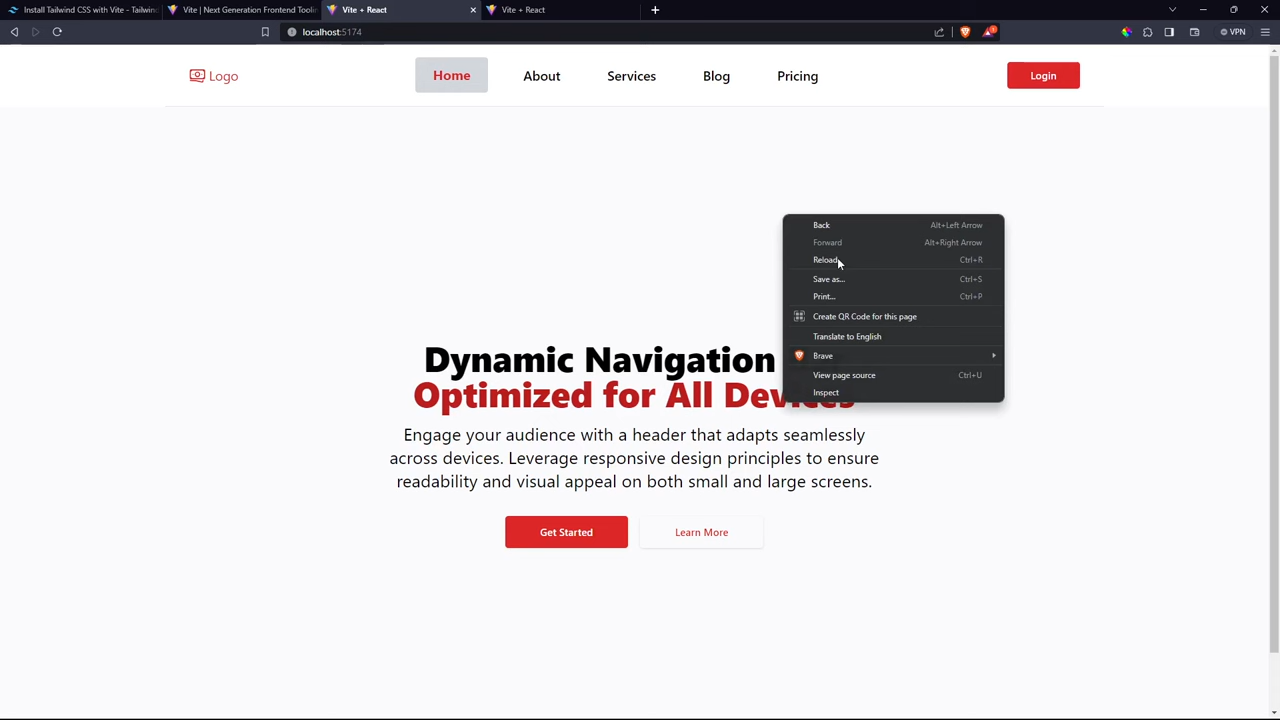 Install Tailwind CSS with Vite - Tailwin
Vite | Next Generation Frontend Toolin
Vite + React
Vite + React
localhost:5174
VPN
Logo
Home
About
Services
Blog
Pricing
Login
Back Alt+Left Arrow
Forward Alt+Right Arrow
Reload Ctrl+R
Save as... Ctrl+S
Print... Ctrl+P
Create QR Code for this page
Translate to English
Brave
View page source Ctrl+U
Inspect
Dynamic Navigation
Optimized for All Devices
Engage your audience with a header that adapts seamlessly
across devices. Leverage responsive design principles to ensure
readability and visual appeal on both small and large screens.
Get Started
Learn More